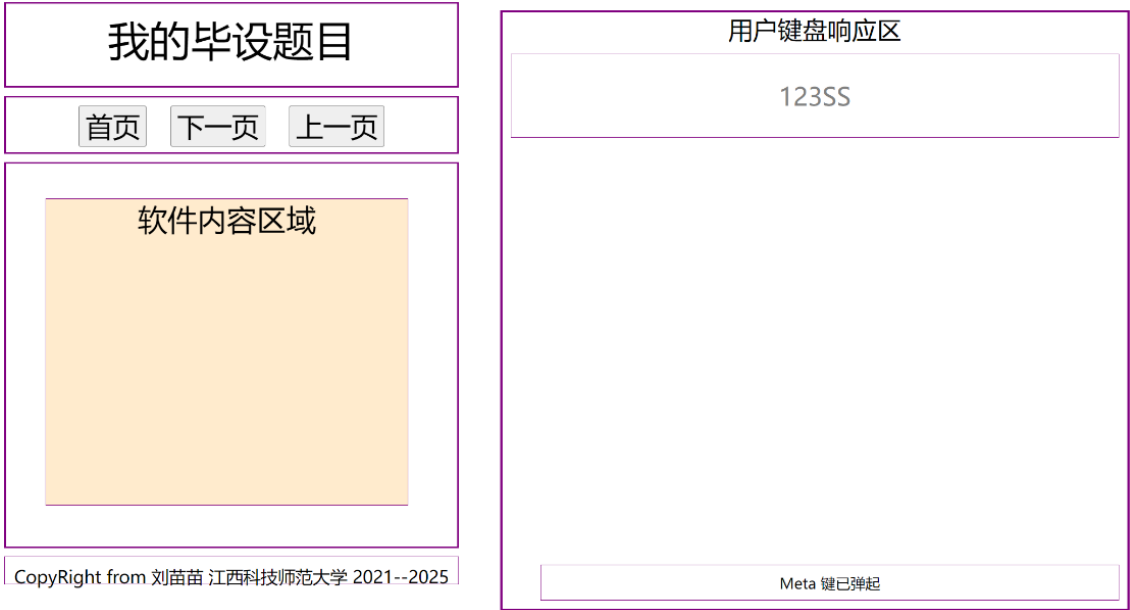 我的毕设题目
首页 下一页 上一页
软件内容区域
CopyRight from 刘苗苗 江西科技师范大学 2021--2025
用户键盘响应区
123SS
Meta 键已弹起